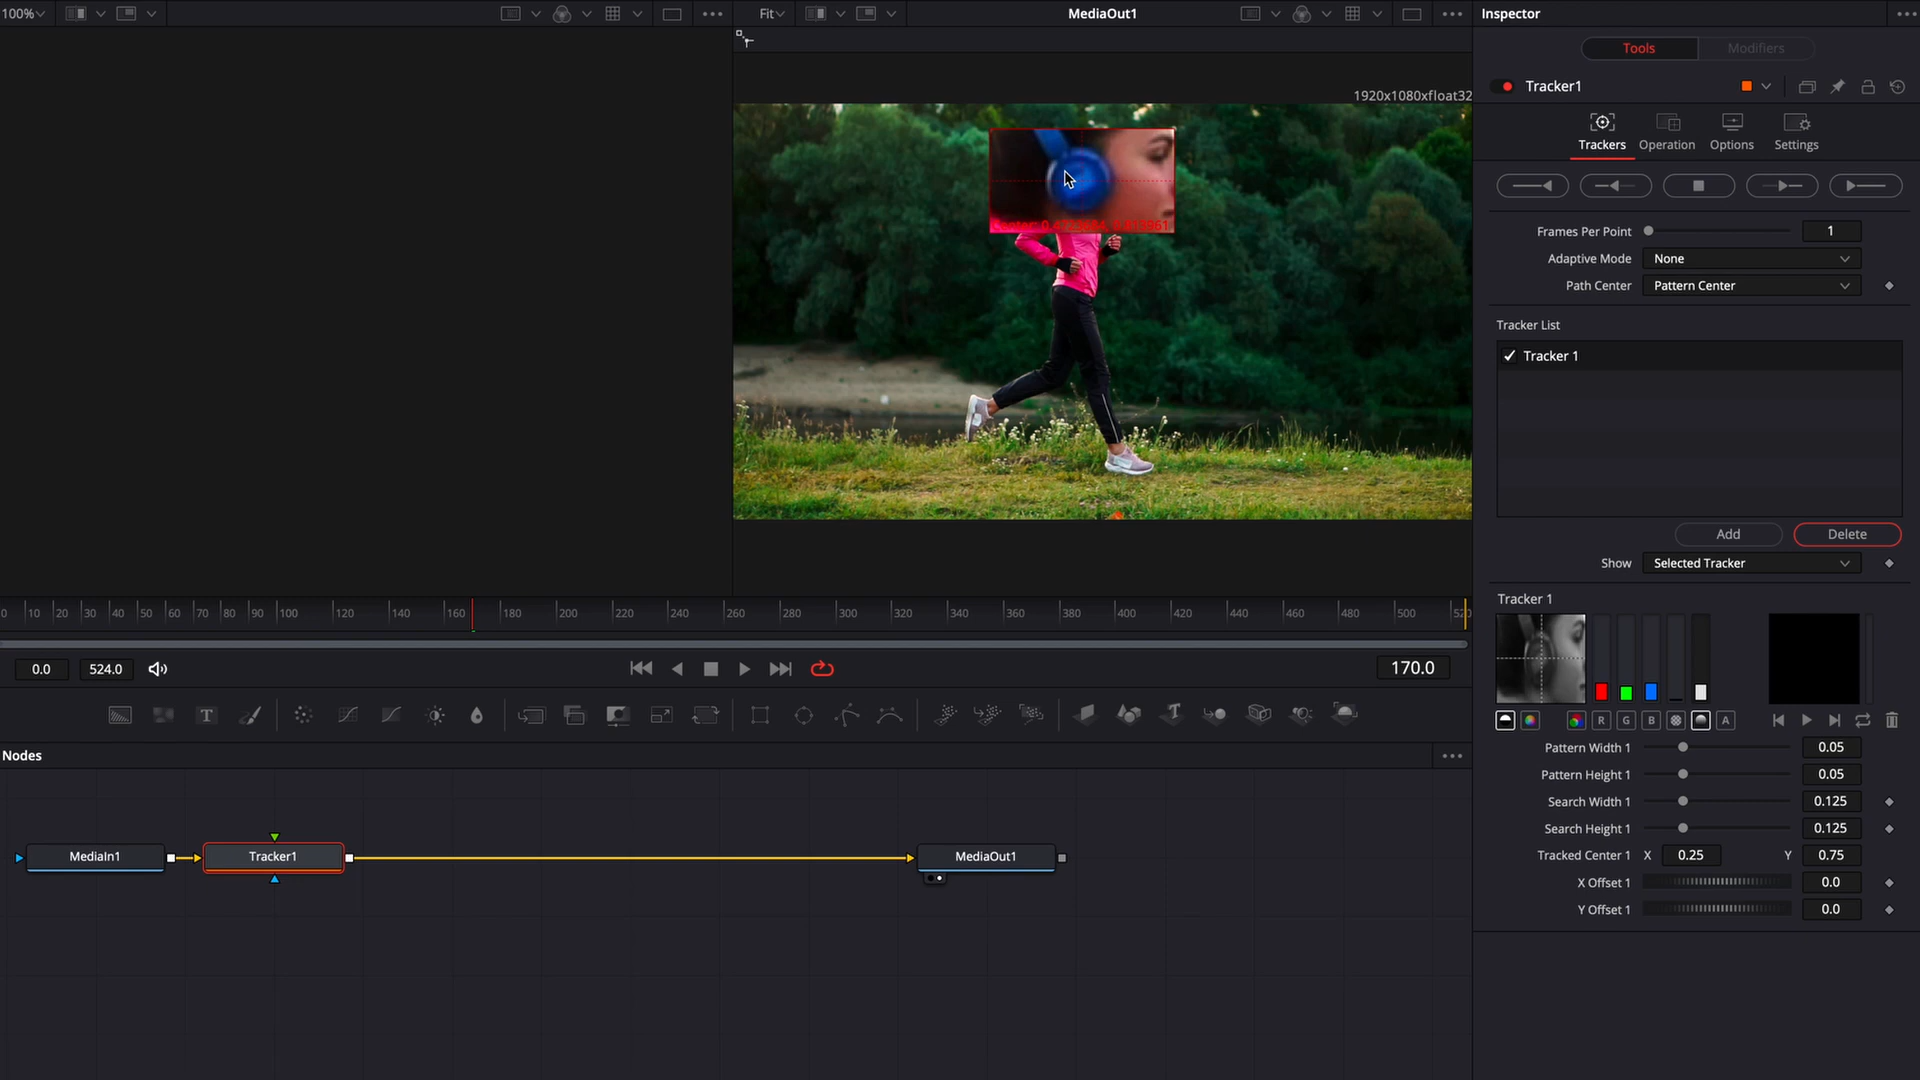 100%
Fit
MediaOut1
Inspector
Tools
Modifiers
1920x1080xfloat32
Tracker1
Trackers
Operation
Options
Settings
Frames Per Point
1
Adaptive Mode
None
Path Center
Pattern Center
Tracker List
Tracker 1
Add
Delete
Show
Selected Tracker
Tracker 1
R
G
B
A
Pattern Width 1
0.05
Pattern Height 1
0.05
Search Width 1
0.125
Search Height 1
0.125
Tracked Center 1 X 0.25 Y 0.75
X Offset 1
0.0
Y Offset 1
0.0
0 10 20 30 40 50 60 70 80 90 100 120 140 160 180 200 220 240 260 280 300 320 340 360 380 400 420 440 460 480 500
0.0
524.0
170.0
T
T
Nodes
MediaIn1
Tracker1
MediaOut1